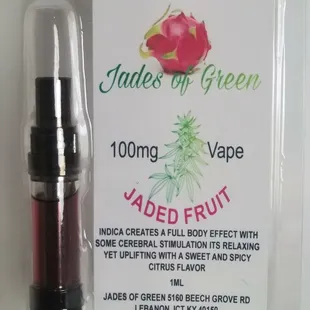 Jades of Green
100mg Vape
JADED FRUIT
INDICA CREATES A FULL BODY EFFECT WITH
SOME CEREBRAL STIMULATION ITS RELAXING
YET UPLIFTING WITH A SWEET AND SPICY
CITRUS FLAVOR
1ML
JADES OF GREEN 5160 BEECH GROVE RD
LEBANON JCT KY 40150